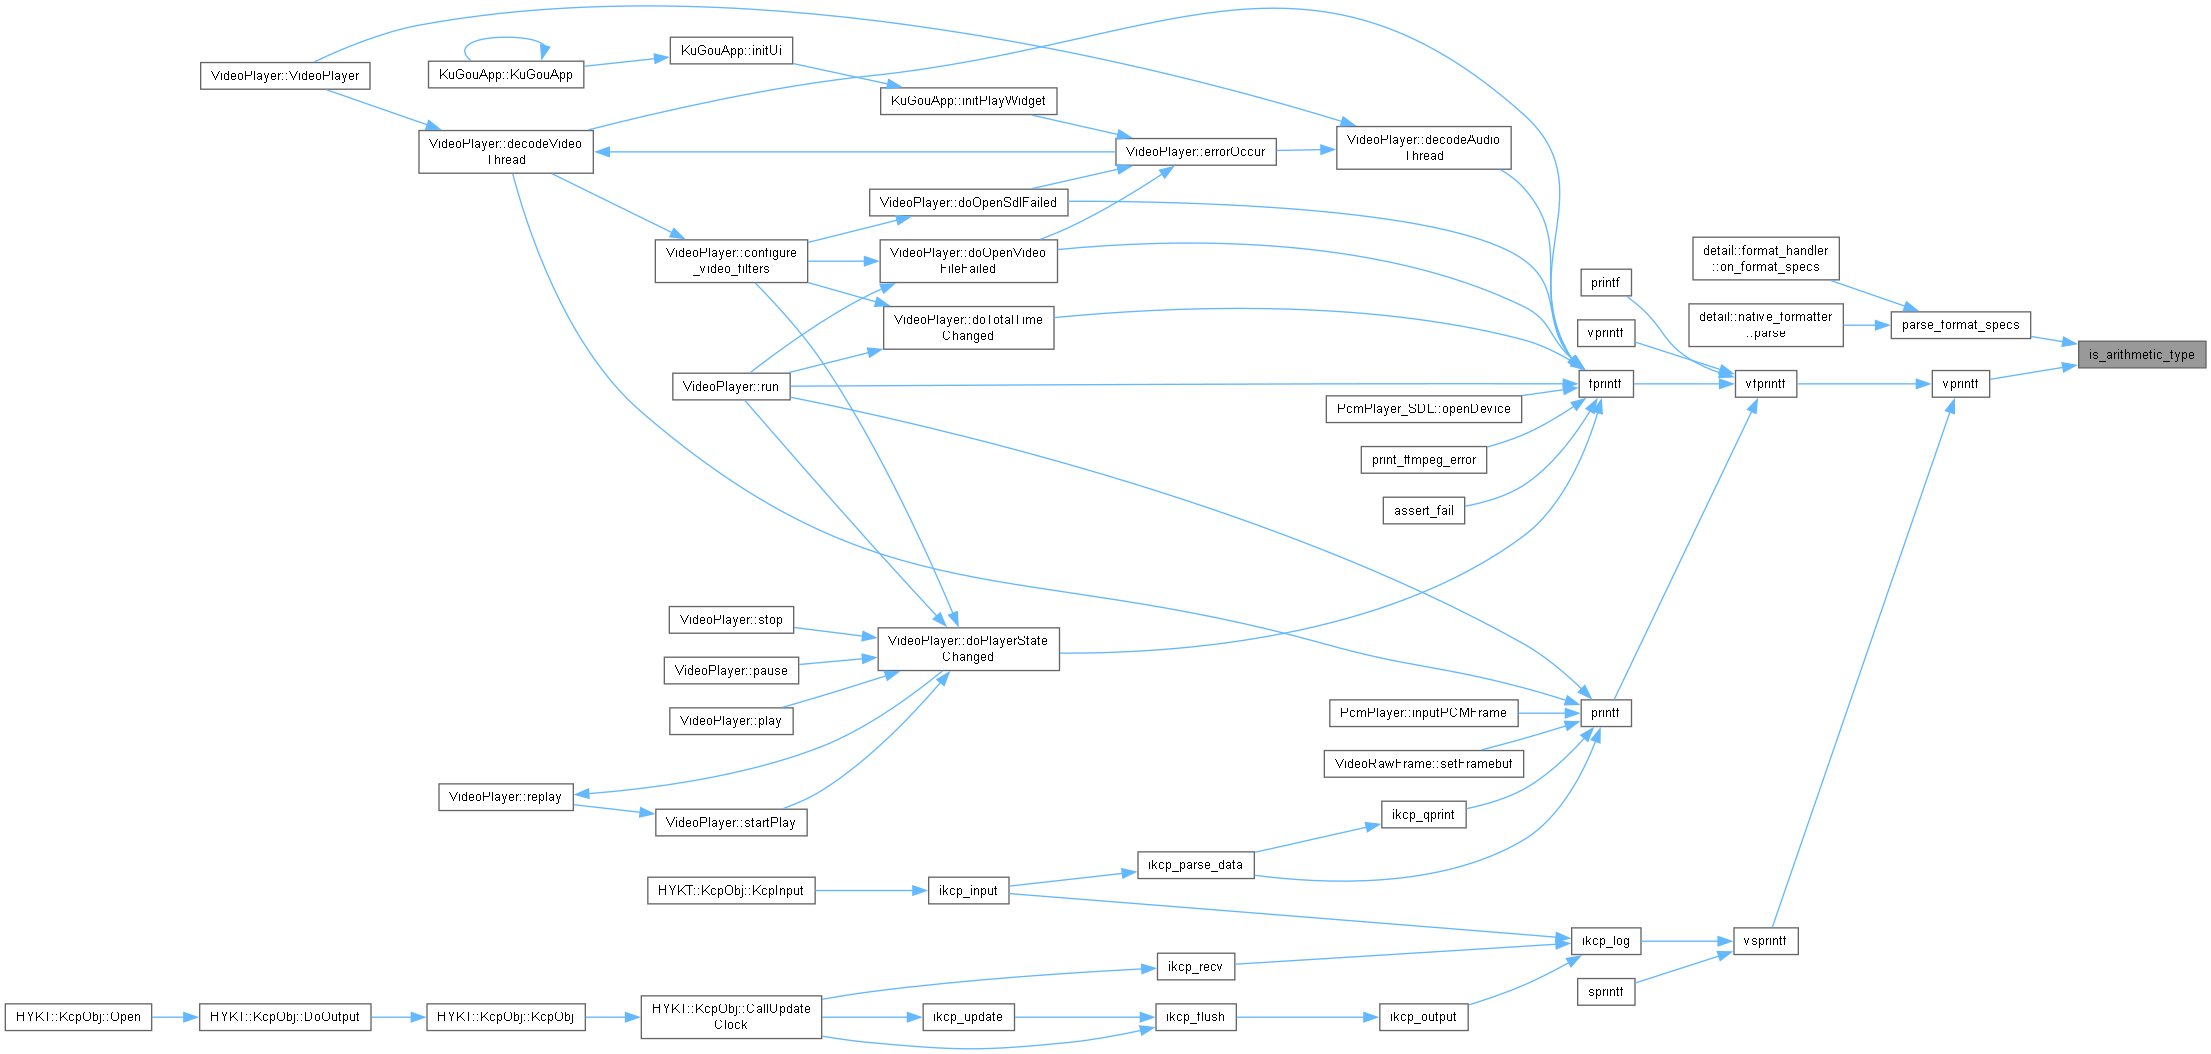 KuGouApp::initUi
VideoPlayer::VideoPlayer
KuGouApp::KuGouApp
KuGouApp::initPlayWidget
VideoPlayer::decodeVideo
Thread
VideoPlayer::errorOccur
VideoPlayer::decodeAudio
Thread
VideoPlayer::doOpenSdlFailed
VideoPlayer::configure
_video_filters
VideoPlayer::doOpenVideo
FileFailed
detail::format_handler
::on_format_specs
printf
detail::native_formatter
::parse
parse_format_specs
VideoPlayer::doTotalTime
Changed
vprintf
is_arithmetic_type
VideoPlayer::run
fprintf
vfprintf
vprintf
PcmPlayer_SDL::openDevice
print_ffmpeg_error
assert_fail
VideoPlayer::stop
VideoPlayer::doPlayerState
Changed
VideoPlayer::pause
VideoPlayer::play
PcmPlayer::inputPCMFrame
printf
VideoRawFrame::setFramebuf
VideoPlayer::replay
VideoPlayer::startPlay
ikcp_qprint
ikcp_parse_data
HYKT::KcpObj::KcpInput
ikcp_input
ikcp_log
vsprintf
ikcp_recv
sprintf
HYKT::KcpObj::Open
HYKT::KcpObj::DoOutput
HYKT::KcpObj::KcpObj
HYKT::KcpObj::CallUpdate
Clock
ikcp_update
ikcp_flush
ikcp_output